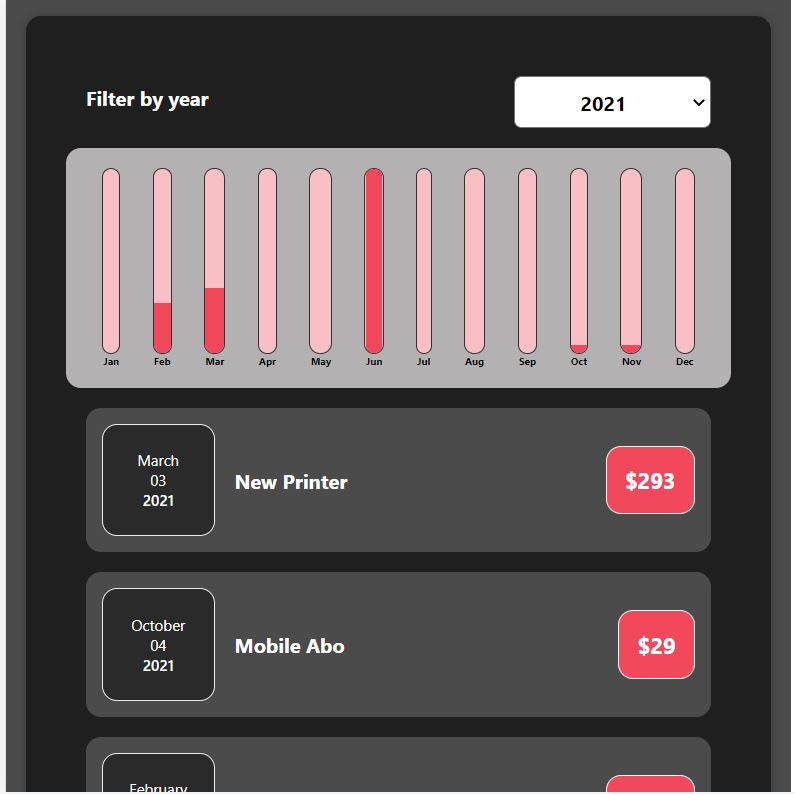 Filter by year
2021
Jan Feb Mar Apr May Jun Jul Aug Sep Oct Nov Dec
March
03
2021
New Printer
$293
October
04
2021
Mobile Abo
$29
February